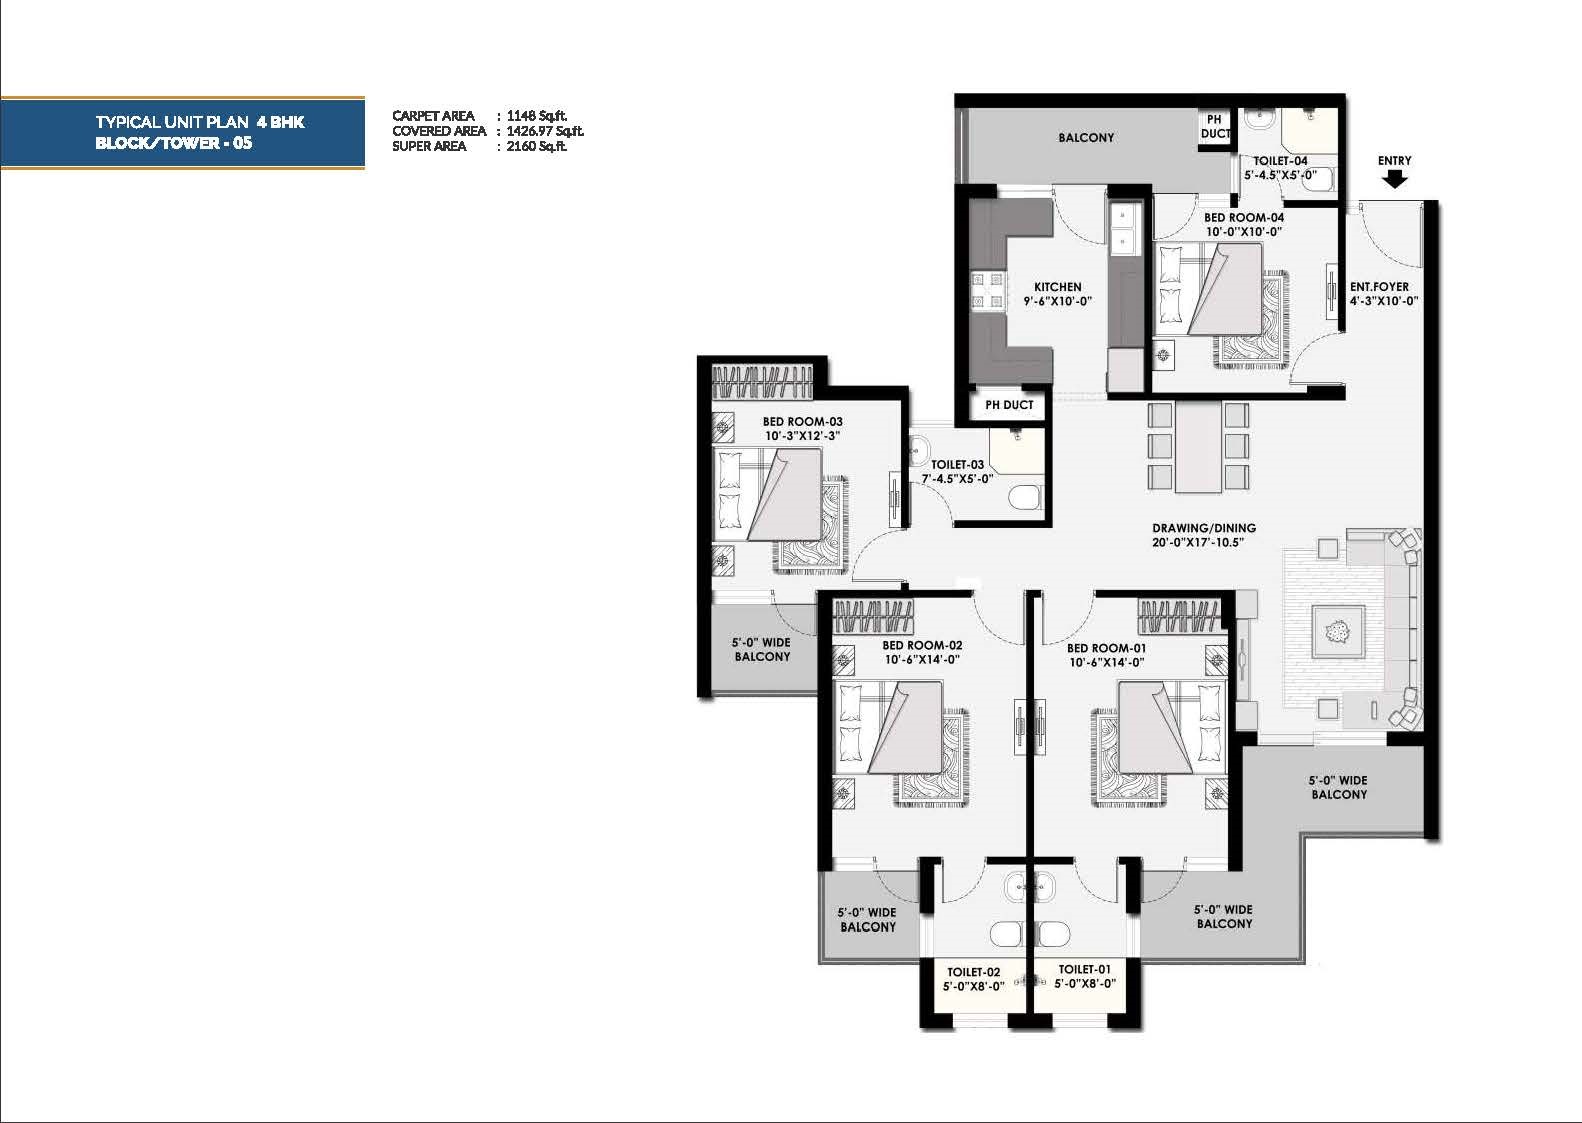 TYPICAL UNIT PLAN 4 BHK
BLOCK/TOWER - 05
CARPET AREA : 1148 Sq.ft.
COVERED AREA : 1426.97 Sq.ft.
SUPER AREA : 2160 Sq.ft.
BALCONY
PH
DUCT
TOILET-04
5'-4.5"X5'-0"
ENTRY
BED ROOM-04
10'-0"X10'-0"
KITCHEN
9'-6"X10'-0"
ENT.FOYER
4'-3"X10'-0"
PH DUCT
BED ROOM-03
10'-3"X12'-3"
TOILET-03
7'-4.5"X5'-0"
DRAWING/DINING
20'-0"X17'-10.5"
5'-0" WIDE
BALCONY
BED ROOM-02
10'-6"X14'-0"
BED ROOM-01
10'-6"X14'-0"
5'-0" WIDE
BALCONY
5'-0" WIDE
BALCONY
5'-0" WIDE
BALCONY
TOILET-02
5'-0"X8'-0"
TOILET-01
5'-0"X8'-0"